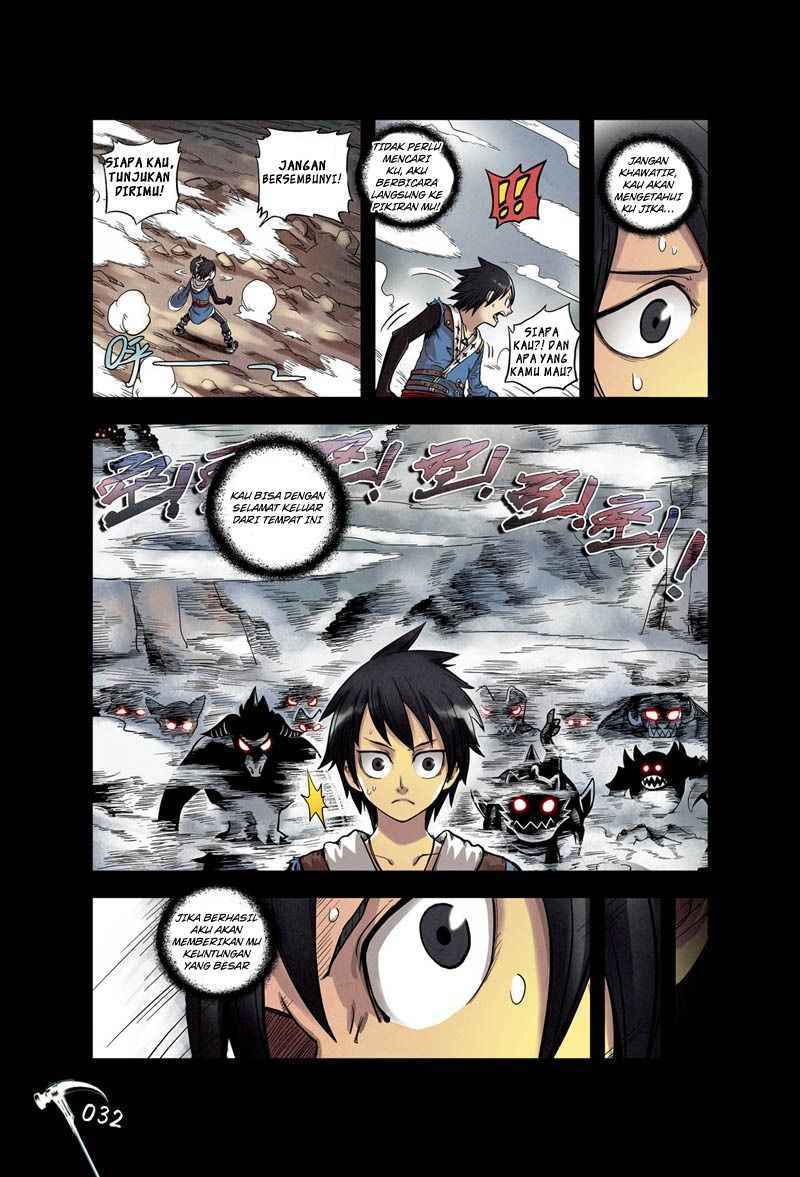 SIAPA KAU,
TUNJUKAN
DIRIMU!
JANGAN
BERSEMBUNYI!
呼
TIDAK PERLU
MENCARI
KU, AKU
BERBICARA
LANGSUNG KE
PIKIRAN MU!
!!
SIAPA
KAU?! DAN
APA YANG
KAMU MAU?
JANGAN
KHAWATIR,
KAU AKAN
MENGETAHUI
KU JIKA...
KAU BISA DENGAN
SELAMAT KELUAR
DARI TEMPAT INI
JIKA BERHASIL
AKU AKAN
MEMBERIKAN MU
KEUNTUNGAN
YANG BESAR
032